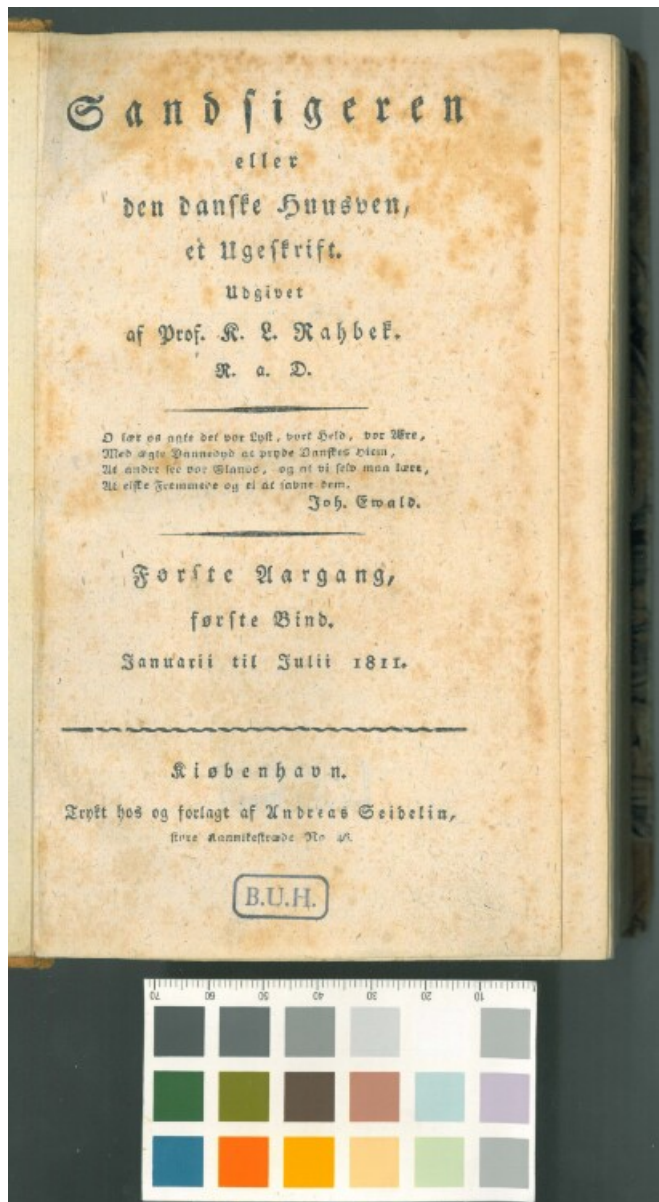 Sandsigeren
eller
den danske Huusven,
et Ugeskrift.
Udgivet
af Prof. K. L. Rahbek.
R. a. D.
O lær os agte det vor Lyst, vort Held, vor Ære,
Med ægte Dannedyd at pryde Danskes Hiem,
At andre see vor Glands, og at vi selv maa lære,
At elske Fremmede og ei at savne dem.
Joh. Ewald.
Første Aargang,
første Bind.
Januarii til Julii 1811.
Kiøbenhavn.
Trykt hos og forlagt af Andreas Seidelin,
store Kannikestræde No 46.
B.U.H.
70 60 50 40 30 20 10